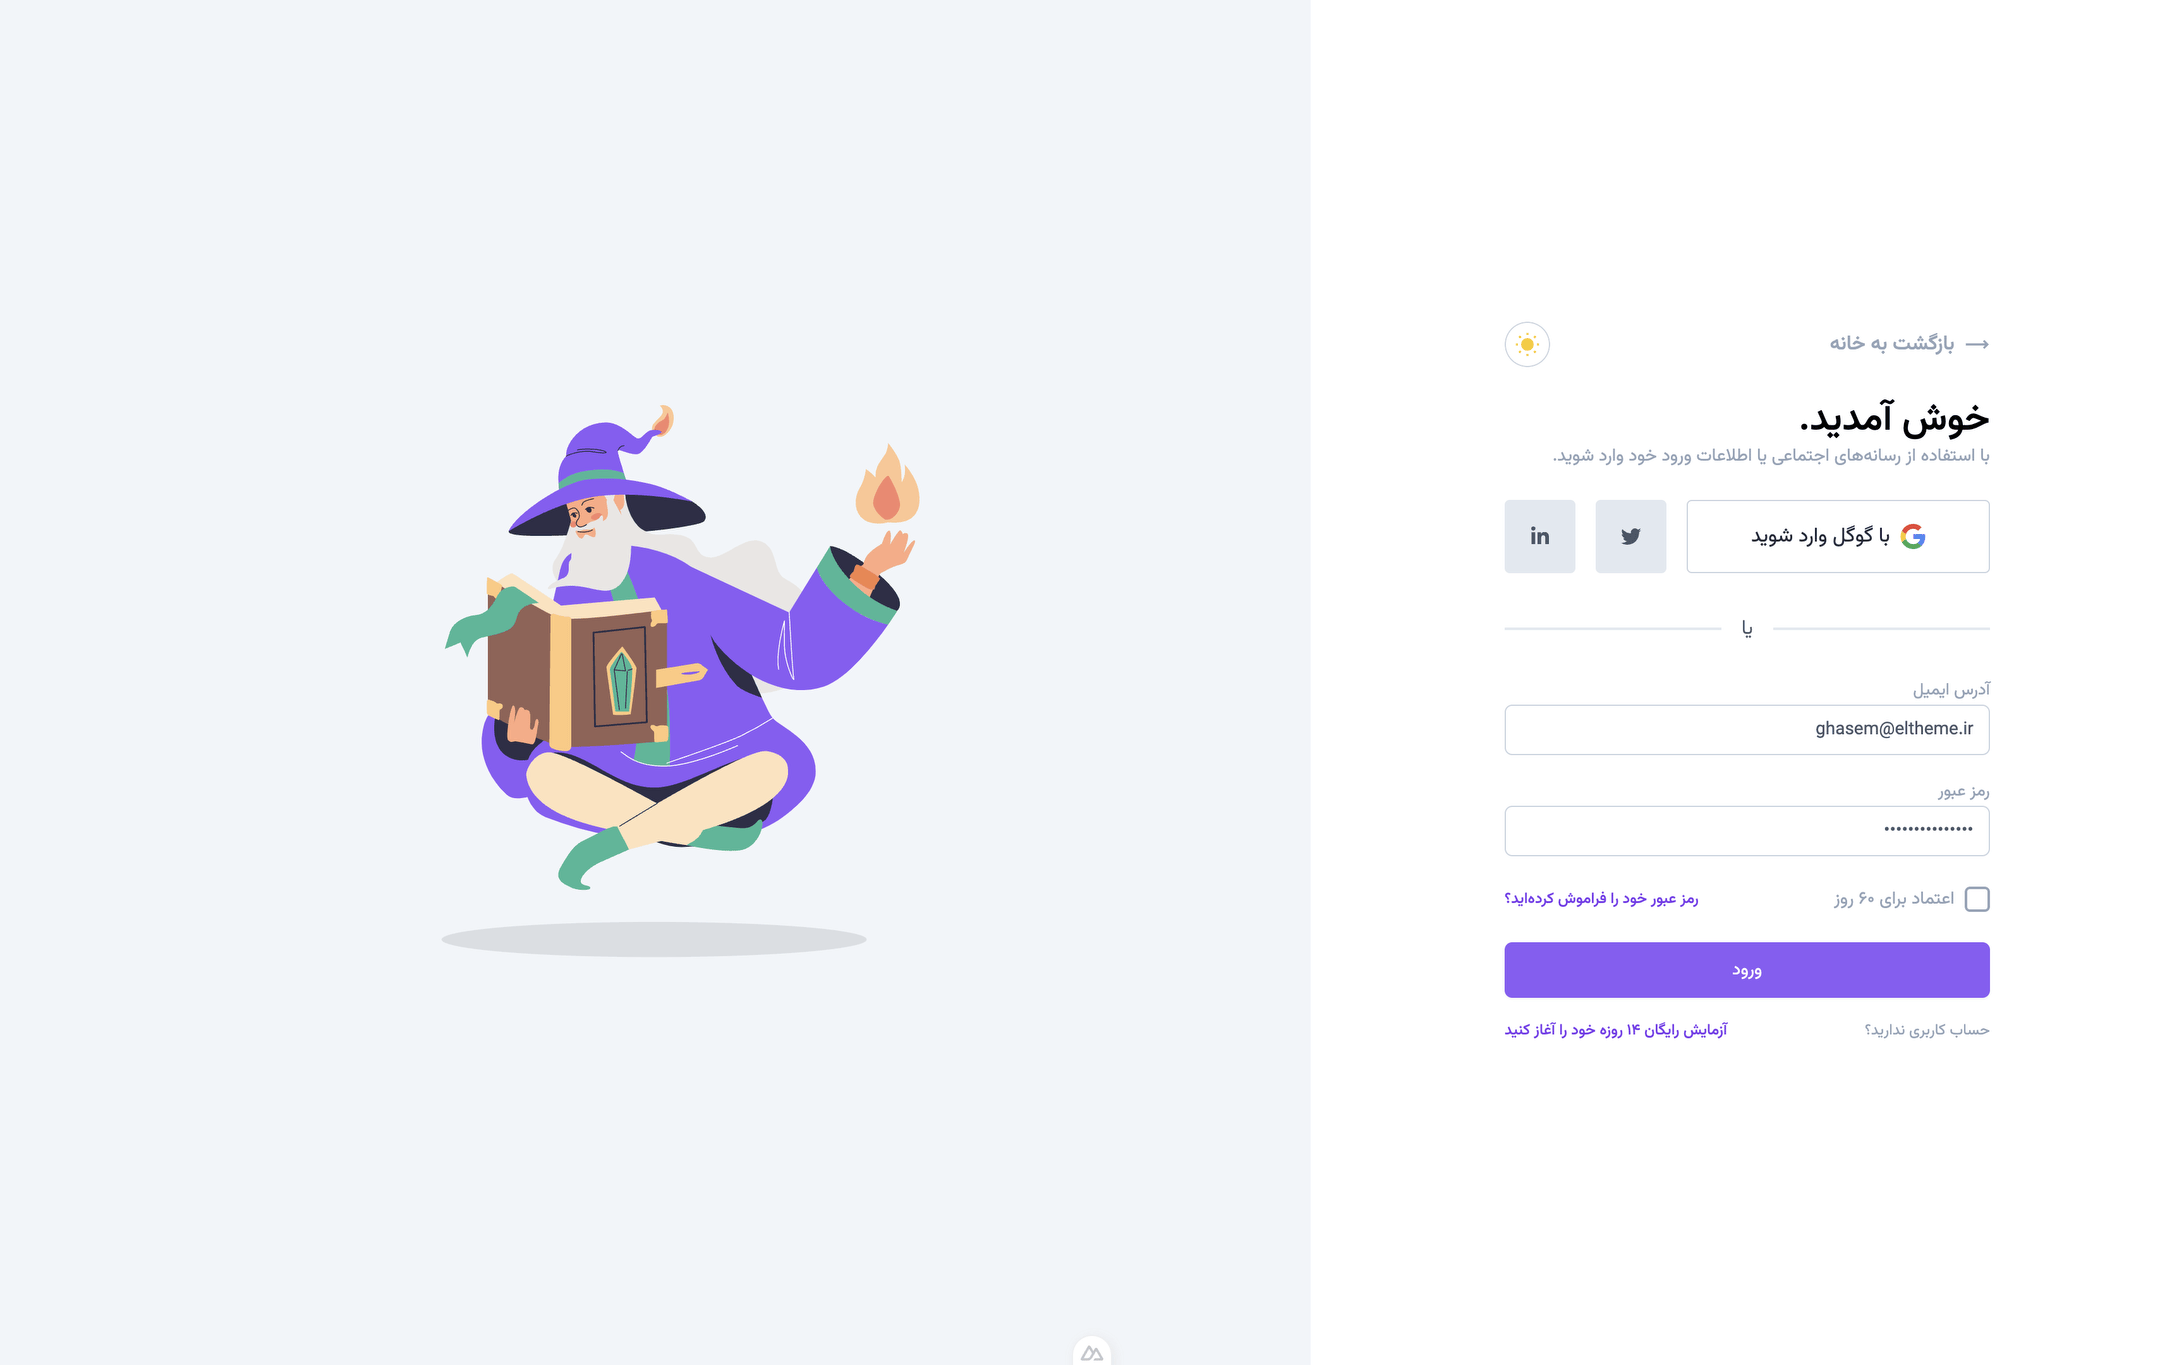 بازگشت به خانه
خوش آمدید.
با استفاده از رسانه‌های اجتماعی یا اطلاعات ورود خود وارد شوید.
با گوگل وارد شوید
in
یا
آدرس ایمیل
ghasem@eltheme.ir
رمز عبور
•••••••••••••••
اعتماد برای ۶۰ روز
رمز عبور خود را فراموش کرده‌اید؟
ورود
حساب کاربری ندارید؟
آزمایش رایگان ۱۴ روزه خود را آغاز کنید